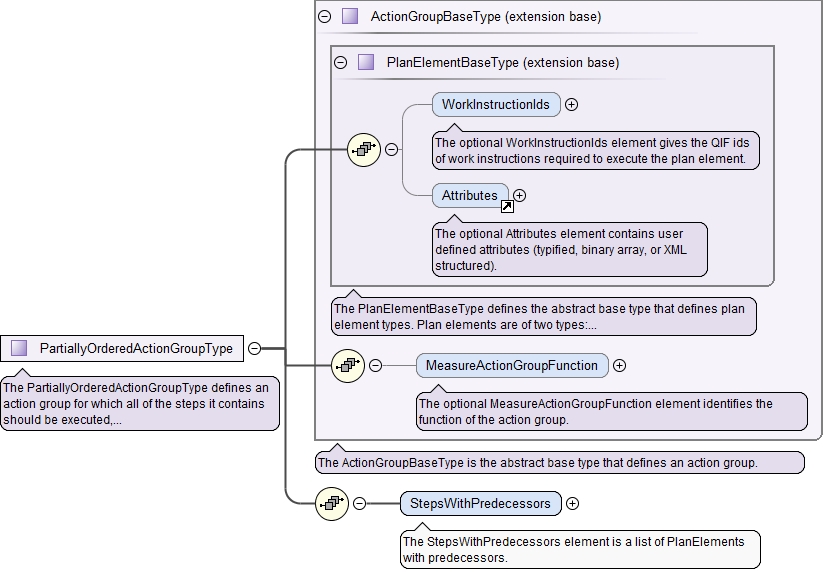 ActionGroupBaseType (extension base)
PlanElementBaseType (extension base)
WorkInstructionIds
The optional WorkInstructionIds element gives the QIF ids
of work instructions required to execute the plan element.
Attributes
The optional Attributes element contains user
defined attributes (typified, binary array, or XML
structured).
The PlanElementBaseType defines the abstract base type that defines plan
element types. Plan elements are of two types:...
PartiallyOrderedActionGroupType
The PartiallyOrderedActionGroupType defines an
action group for which all of the steps it contains
should be executed,...
MeasureActionGroupFunction
The optional MeasureActionGroupFunction element identifies the
function of the action group.
The ActionGroupBaseType is the abstract base type that defines an action group.
StepsWithPredecessors
The StepsWithPredecessors element is a list of PlanElements
with predecessors.